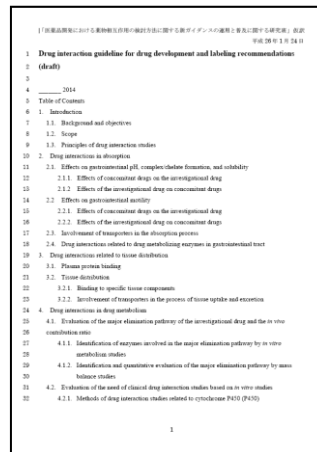 「医薬品開発における薬物相互作用の検討方法に関する新ガイダンスの適用と普及に関する研究班」改訂
平成 26 年 1 月 24 日
1 Drug interaction guideline for drug development and labeling recommendations
2 (draft)
3
4 ______ 2014
5 Table of Contents
6 1. Introduction
7 1.1. Background and objectives
8 1.2. Scope
9 1.3. Principles of drug interaction studies
10 2. Drug interactions in absorption
11 2.1. Effects on gastrointestinal pH, complex/chelate formation, and solubility
12 2.1.1. Effects of concomitant drugs on the investigational drug
13 2.1.2 Effects of the investigational drug on concomitant drugs
14 2.2 Effects on gastrointestinal motility
15 2.2.1. Effects of concomitant drugs on the investigational drug
16 2.2.2. Effects of the investigational drug on concomitant drugs
17 2.3. Involvement of transporters in the absorption process
18 2.4. Drug interactions related to drug metabolizing enzymes in gastrointestinal tract
19 3. Drug interactions related to tissue distribution
20 3.1. Plasma protein binding
21 3.2. Tissue distribution
22 3.2.1. Binding to specific tissue components
23 3.2.2. Involvement of transporters in the process of tissue uptake and excretion
24 4. Drug interactions in drug metabolism
25 4.1. Evaluation of the major elimination pathway of the investigational drug and the in vivo
26 contribution ratio
27 4.1.1. Identification of enzymes involved in the major elimination pathway by in vitro
28 metabolism studies
29 4.1.2. Identification and quantitative evaluation of the major elimination pathway by mass
30 balance studies
31 4.2. Evaluation of the need of clinical drug interaction studies based on in vitro studies
32 4.2.1. Methods of drug interaction studies related to cytochrome P450 (P450)
1